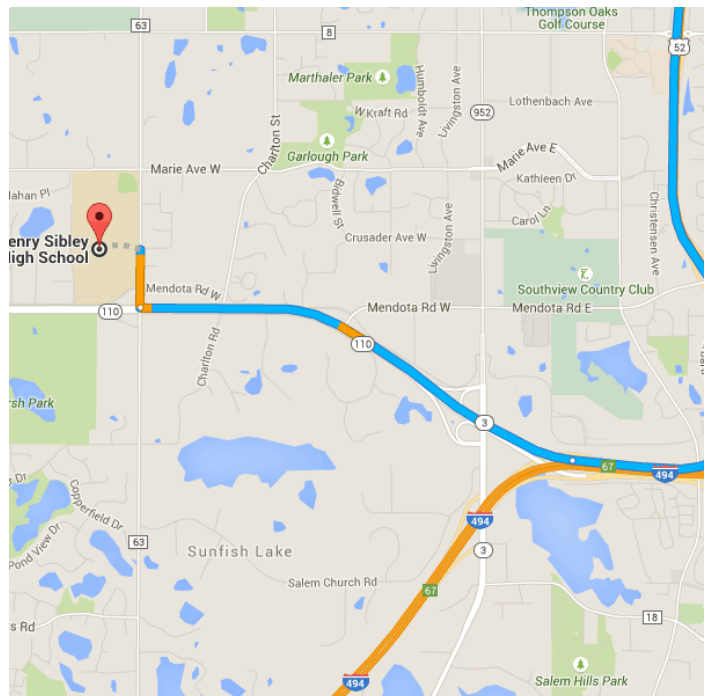 Thompson Oaks
Golf Course
63
8
52
Marthaler Park
Humboldt Ave
Livingston Ave
Lothenbach Ave
W Kraft Rd
952
Charlton St
Garlough Park
Marie Ave E
Marie Ave W
Kathleen Dr
Bidwell St
lahan Pl
Christensen Ave
Carol Ln
enry Sibley
High School
Crusader Ave W
Livingston Ave
Southview Country Club
Mendota Rd W
Mendota Rd W
Mendota Rd E
110
110
Charlton Rd
rsh Park
3
67
494
Dr
Copperfield Dr
Pond View Dr
494
63
3
Sunfish Lake
Salem Church Rd
67
18
rs Rd
494
Salem Hills Park